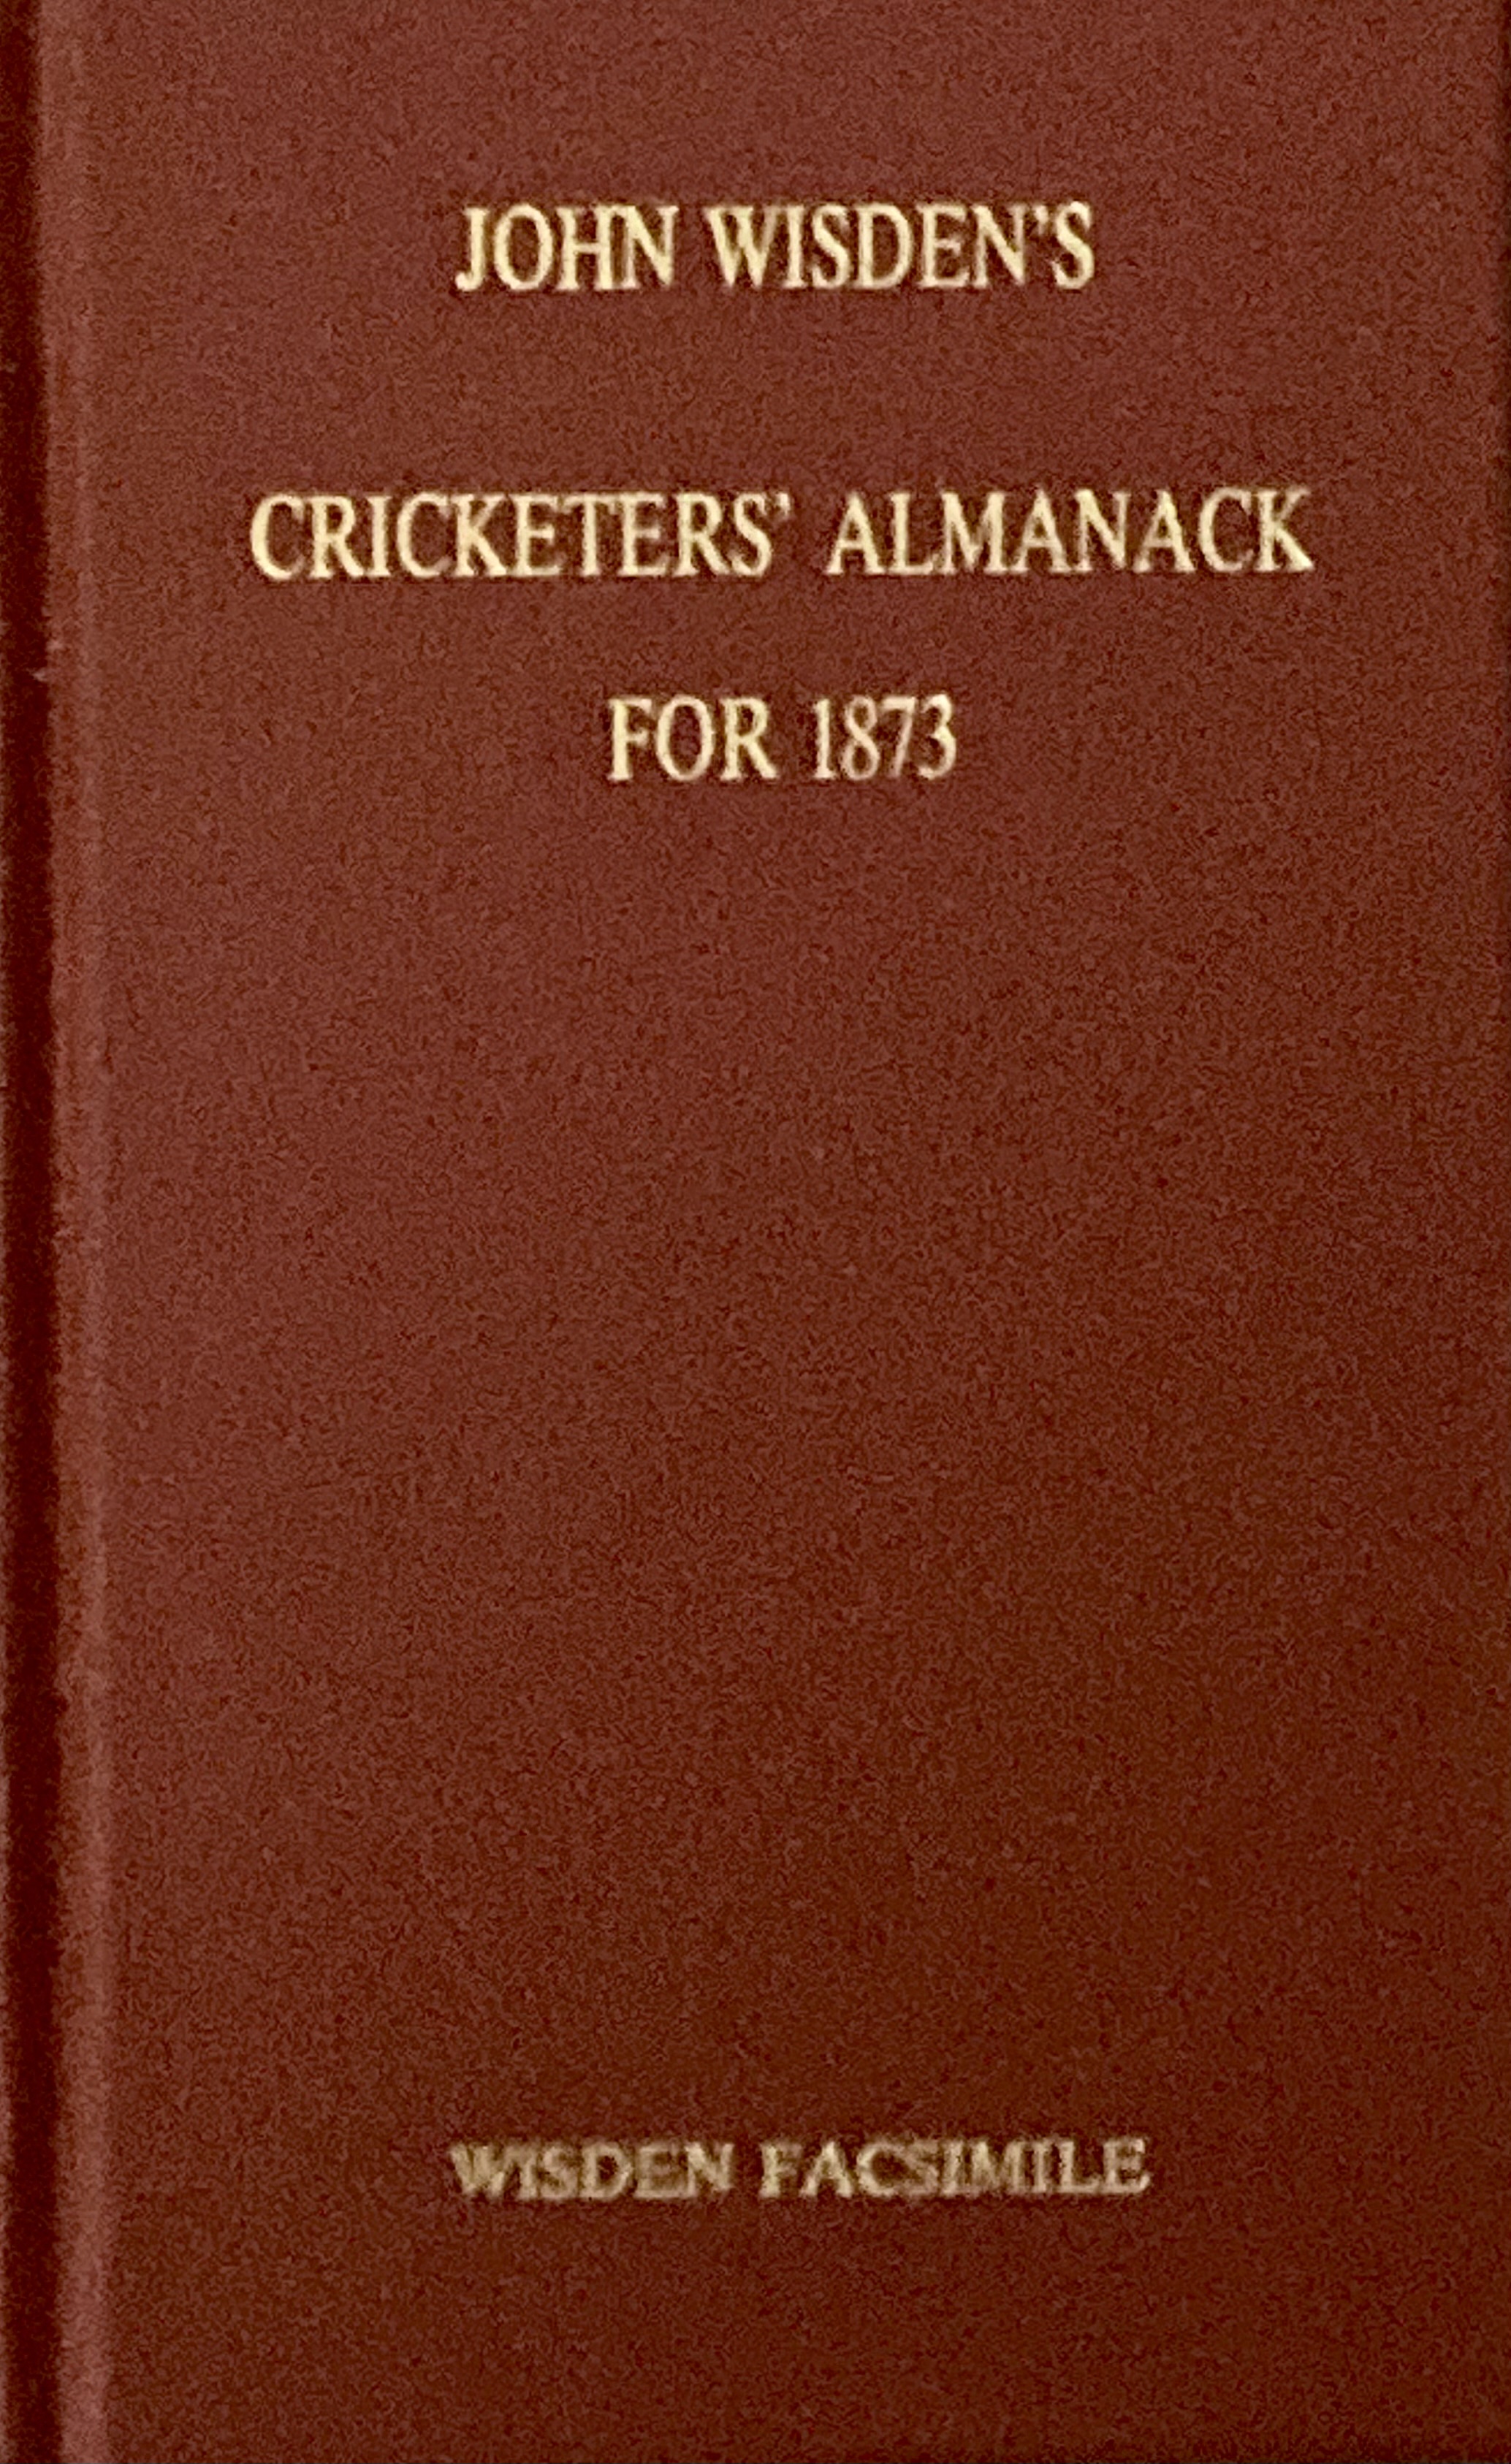 JOHN WISDEN'S
CRICKETERS' ALMANACK
FOR 1873
WISDEN FACSIMILE